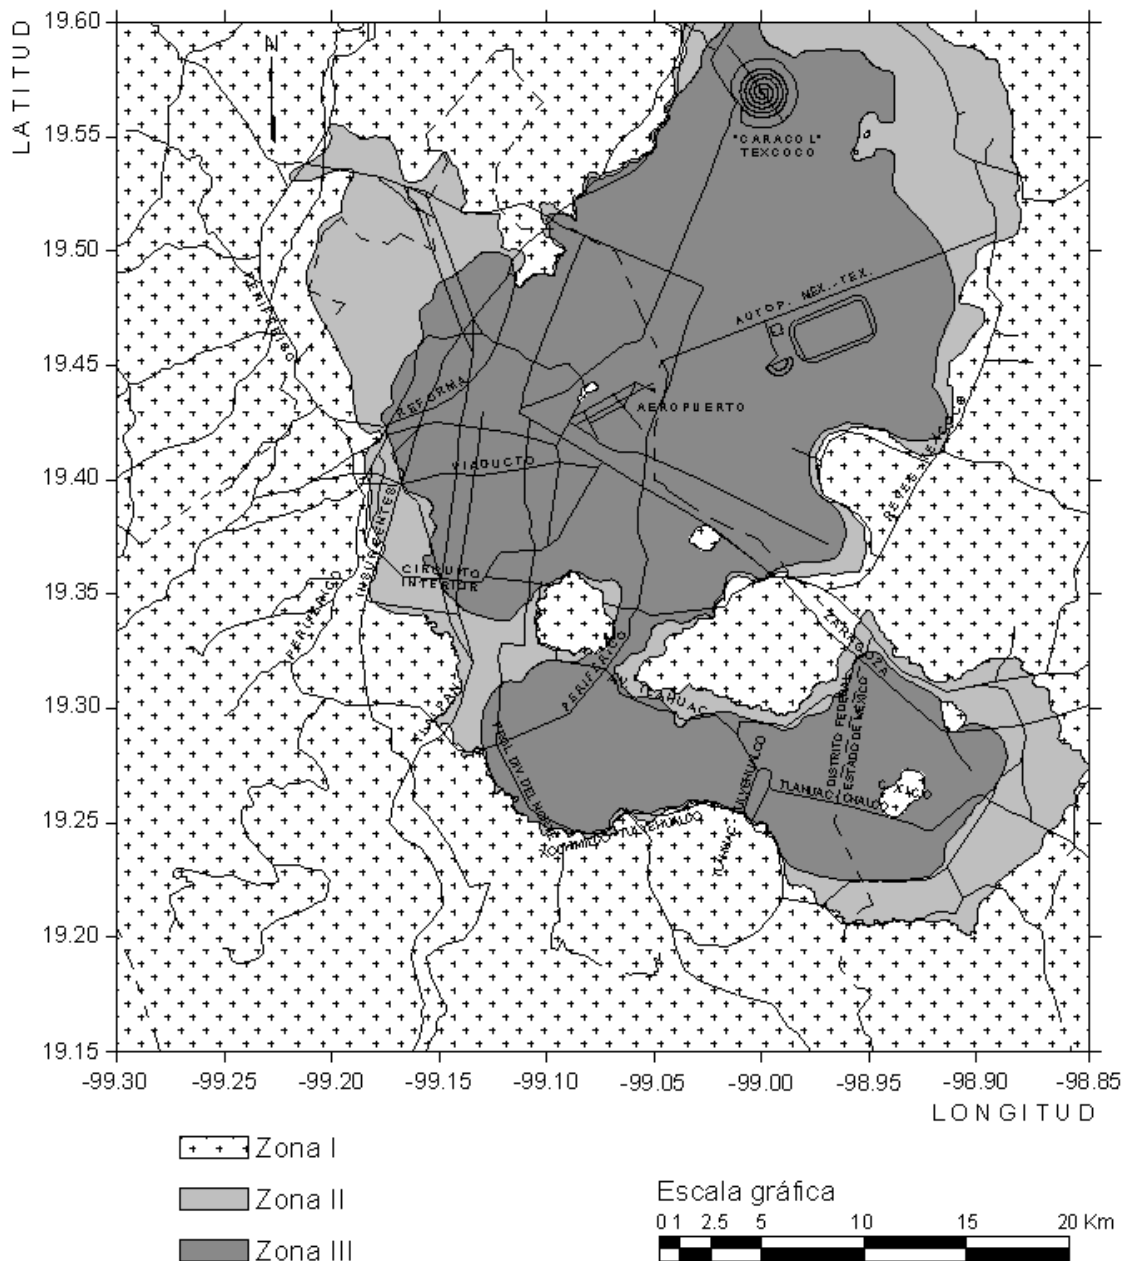 LATITUD
19.60
19.55
19.50
19.45
19.40
19.35
19.30
19.25
19.20
19.15
N
"CARACOL"
TEXCOCO
PERIFERICO
AUTOP. MEX.-TEX.
REFORMA
AEROPUERTO
VIADUCTO
INSURGENTES
CIRCUITO
INTERIOR
PERIFERICO
ZARAGOZA
PERIFERICO
TLALPAN
DISTRITO FEDERAL
ESTADO DE MEXICO
TULYEHUALCO
TLAHUAC
CHALCO
XOCHIMILCO
TULYEHUALCO
TLAHUAC
-99.30
-99.25
-99.20
-99.15
-99.10
-99.05
-99.00
-98.95
-98.90
-98.85
LONGITUD
Zona I
Zona II
Zona III
Escala gráfica
0 1 2.5 5 10 15 20 Km